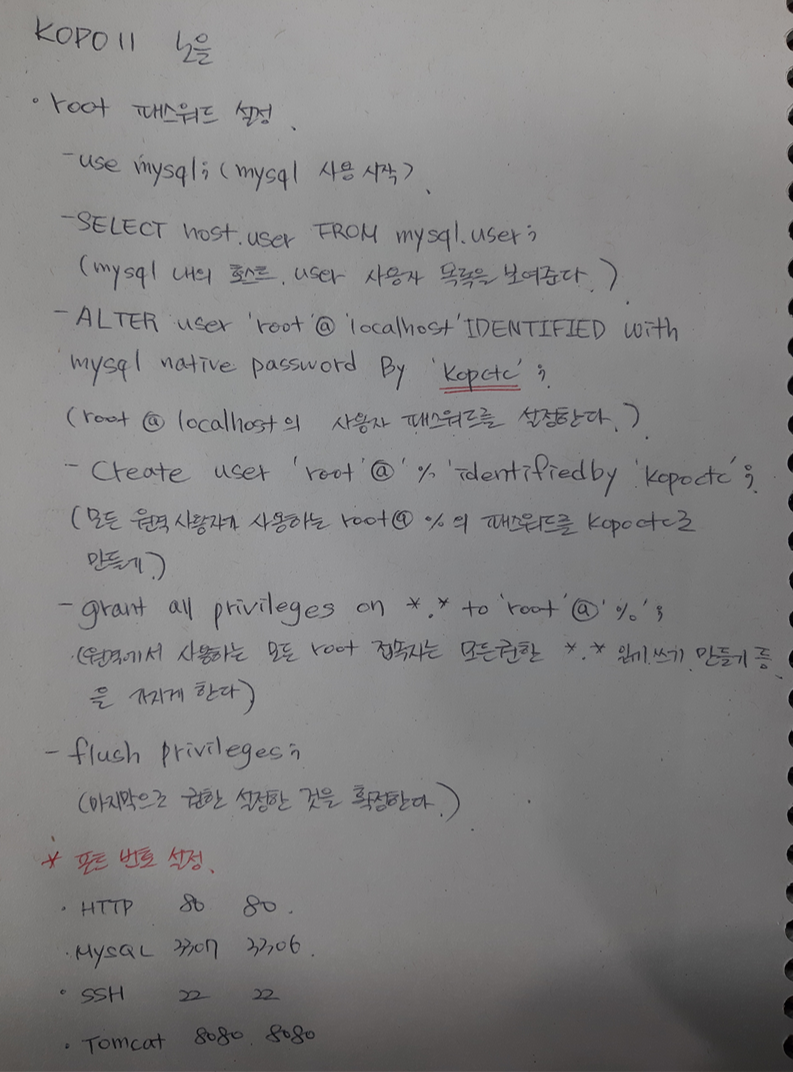 KOPO11 노을
• root 패스워드 설정.
- use mysql; (mysql 사용 시작).
- SELECT host.user FROM mysql.user;
(mysql 내의 호스트, user 사용자 목록을 보여준다.).
- ALTER user 'root'@'localhost' IDENTIFIED with
mysql native password By 'kopctc';
(root @ localhost의 사용자 패스워드를 설정한다.).
- Create user 'root'@'%' identified by 'kopoctc';
(모든 원격 사용자가 사용하는 root@ %의 패스워드를 kopoctc로
만들게.)
- grant all privileges on *.* to 'root'@'%';
·(원격에서 사용하는 모든 root 접속자는 모든권한 *.* 읽기.쓰기.만들기 등
을 가지게 한다)
- flush privileges;
(마지막으로 권한 설정한 것을 확정한다.)
* 포트 번호 설정.
• HTTP 80 80.
• MySQL 3307 3306.
• SSH 22 22
• Tomcat 8080. 8080